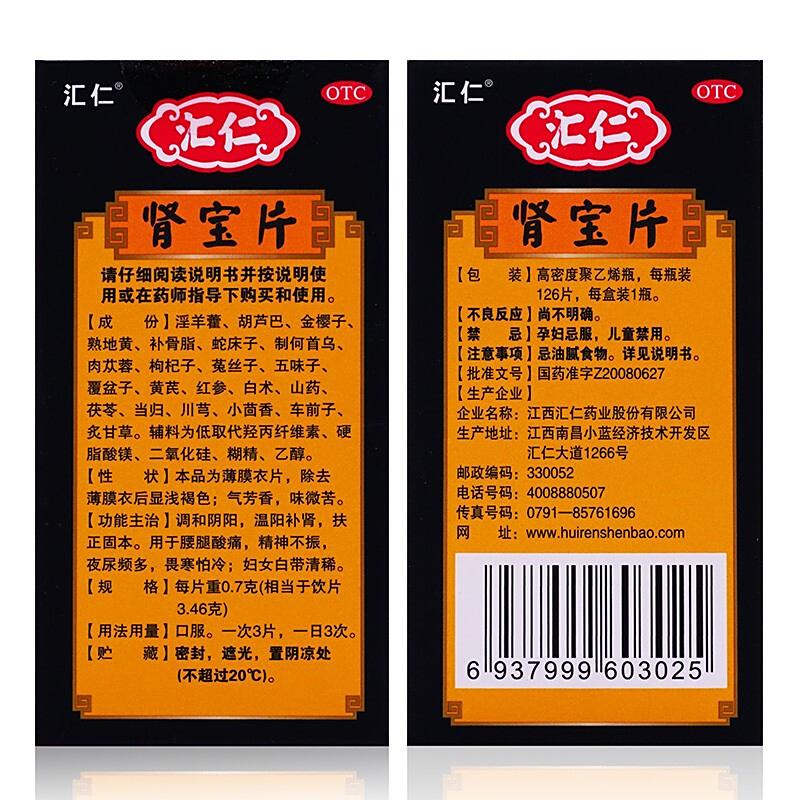 汇仁®
OTC
汇仁
肾宝片
请仔细阅读说明书并按说明使
用或在药师指导下购买和使用。
【成　份】淫羊藿、胡芦巴、金樱子、
熟地黄、补骨脂、蛇床子、制何首乌、
肉苁蓉、枸杞子、菟丝子、五味子、
覆盆子、黄芪、红参、白术、山药、
茯苓、当归、川芎、小茴香、车前子、
炙甘草。辅料为低取代羟丙纤维素、硬
脂酸镁、二氧化硅、糊精、乙醇。
【性　状】本品为薄膜衣片，除去
薄膜衣后显浅褐色；气芳香，味微苦。
【功能主治】调和阴阳，温阳补肾，扶
正固本。用于腰腿酸痛，精神不振，
夜尿频多，畏寒怕冷；妇女白带清稀。
【规　格】每片重0.7克(相当于饮片
3.46克)
【用法用量】口服。一次3片，一日3次。
【贮　藏】密封，遮光，置阴凉处
(不超过20℃)。
汇仁®
OTC
汇仁
肾宝片
【包　装】高密度聚乙烯瓶，每瓶装
126片，每盒装1瓶。
【不良反应】尚不明确。
【禁　忌】孕妇忌服，儿童禁用。
【注意事项】忌油腻食物。详见说明书。
【批准文号】国药准字Z20080627
【生产企业】
企业名称：江西汇仁药业股份有限公司
生产地址：江西南昌小蓝经济技术开发区
汇仁大道1266号
邮政编码：330052
电话号码：4008880507
传真号码：0791—85761696
网　址：www.huirenshenbao.com
6 937999 603025